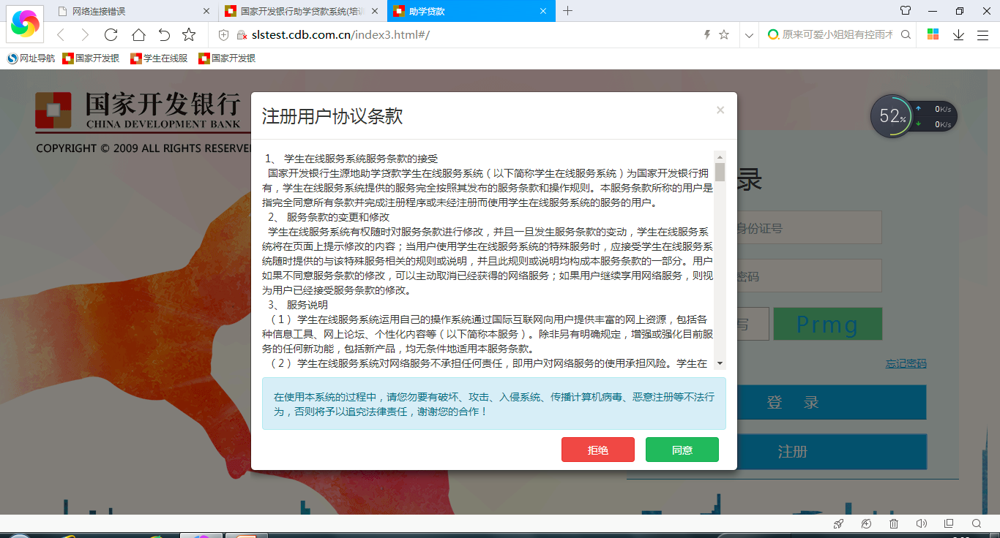 网络连接错误
国家开发银行助学贷款系统(培训
助学贷款
slstest.cdb.com.cn/index3.html#/
原来可爱小姐姐有控雨术
网址导航
国家开发银
学生在线服
国家开发银
国家开发银行
CHINA DEVELOPMENT BANK
COPYRIGHT © 2009 ALL RIGHTS RESERVE
52%
0K/s
0K/s
录
身份证号
密码
写
Prmg
忘记密码
登 录
注册
注册用户协议条款
×
1、 学生在线服务系统服务条款的接受
国家开发银行生源地助学贷款学生在线服务系统（以下简称学生在线服务系统）为国家开发银行拥
有，学生在线服务系统提供的服务完全按照其发布的服务条款和操作规则。本服务条款所称的用户是
指完全同意所有条款并完成注册程序或未经注册而使用学生在线服务系统的服务的用户。
2、 服务条款的变更和修改
学生在线服务系统有权随时对服务条款进行修改，并且一旦发生服务条款的变动，学生在线服务系
统将在页面上提示修改的内容；当用户使用学生在线服务系统的特殊服务时，应接受学生在线服务系
统随时提供的与该特殊服务相关的规则或说明，并且此规则或说明均构成本服务条款的一部分。用户
如果不同意服务条款的修改，可以主动取消已经获得的网络服务；如果用户继续享用网络服务，则视
为用户已经接受服务条款的修改。
3、 服务说明
（1）学生在线服务系统运用自己的操作系统通过国际互联网向用户提供丰富的网上资源，包括各
种信息工具、网上论坛、个性化内容等（以下简称本服务）。除非另有明确规定，增强或强化目前服
务的任何新功能，包括新产品，均无条件地适用本服务条款。
（2）学生在线服务系统对网络服务不承担任何责任，即用户对网络服务的使用承担风险。学生在
在使用本系统的过程中，请您勿要有破坏、攻击、入侵系统、传播计算机病毒、恶意注册等不法行
为，否则将予以追究法律责任，谢谢您的合作！
拒绝
同意